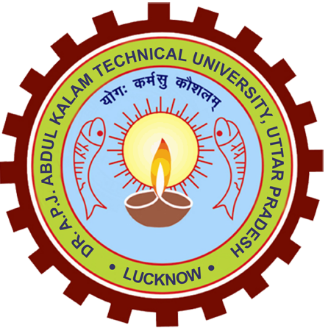 DR. A.P.J. ABDUL KALAM TECHNICAL UNIVERSITY, UTTAR PRADESH
योगः कर्मसु कौशलम्
• LUCKNOW •